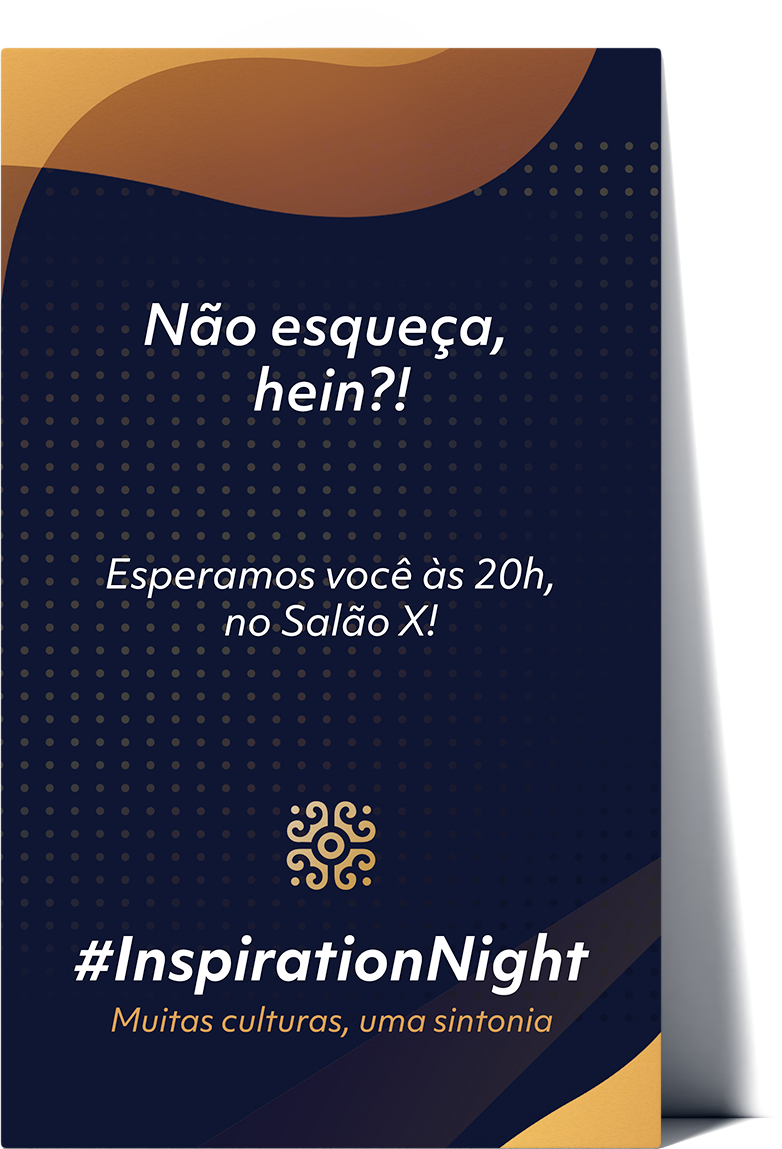 Não esqueça,
hein?!
Esperamos você às 20h,
no Salão X!
#InspirationNight
Muitas culturas, uma sintonia